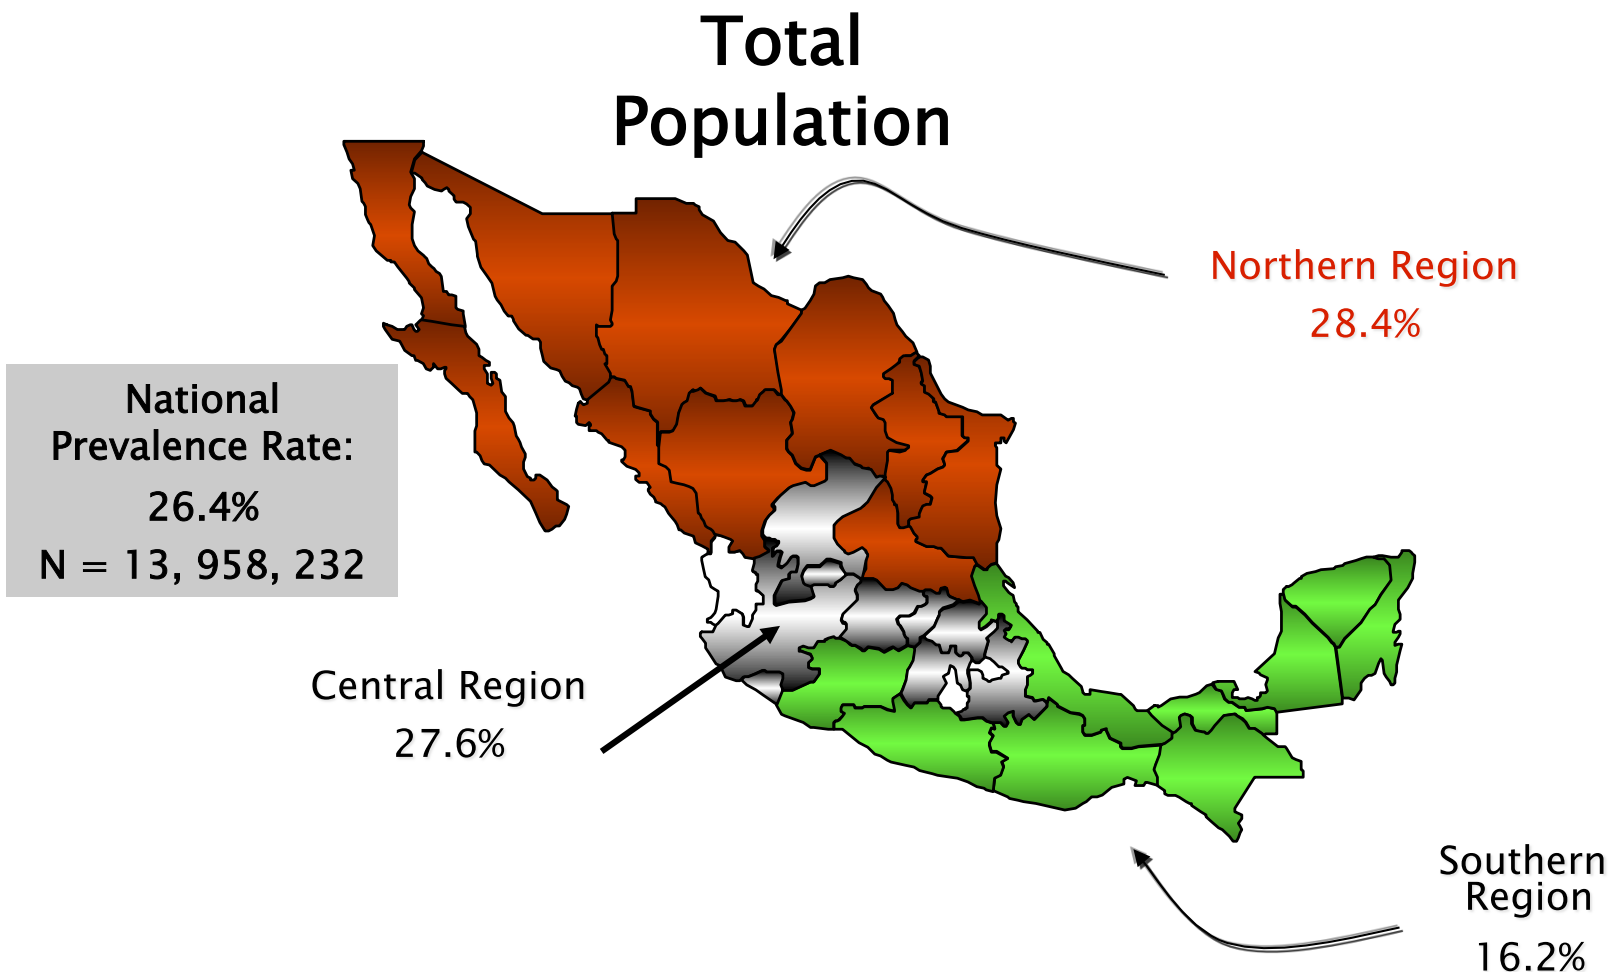 Total
Population
Northern Region
28.4%
National
Prevalence Rate:
26.4%
N = 13, 958, 232
Central Region
27.6%
Southern
Region
16.2%